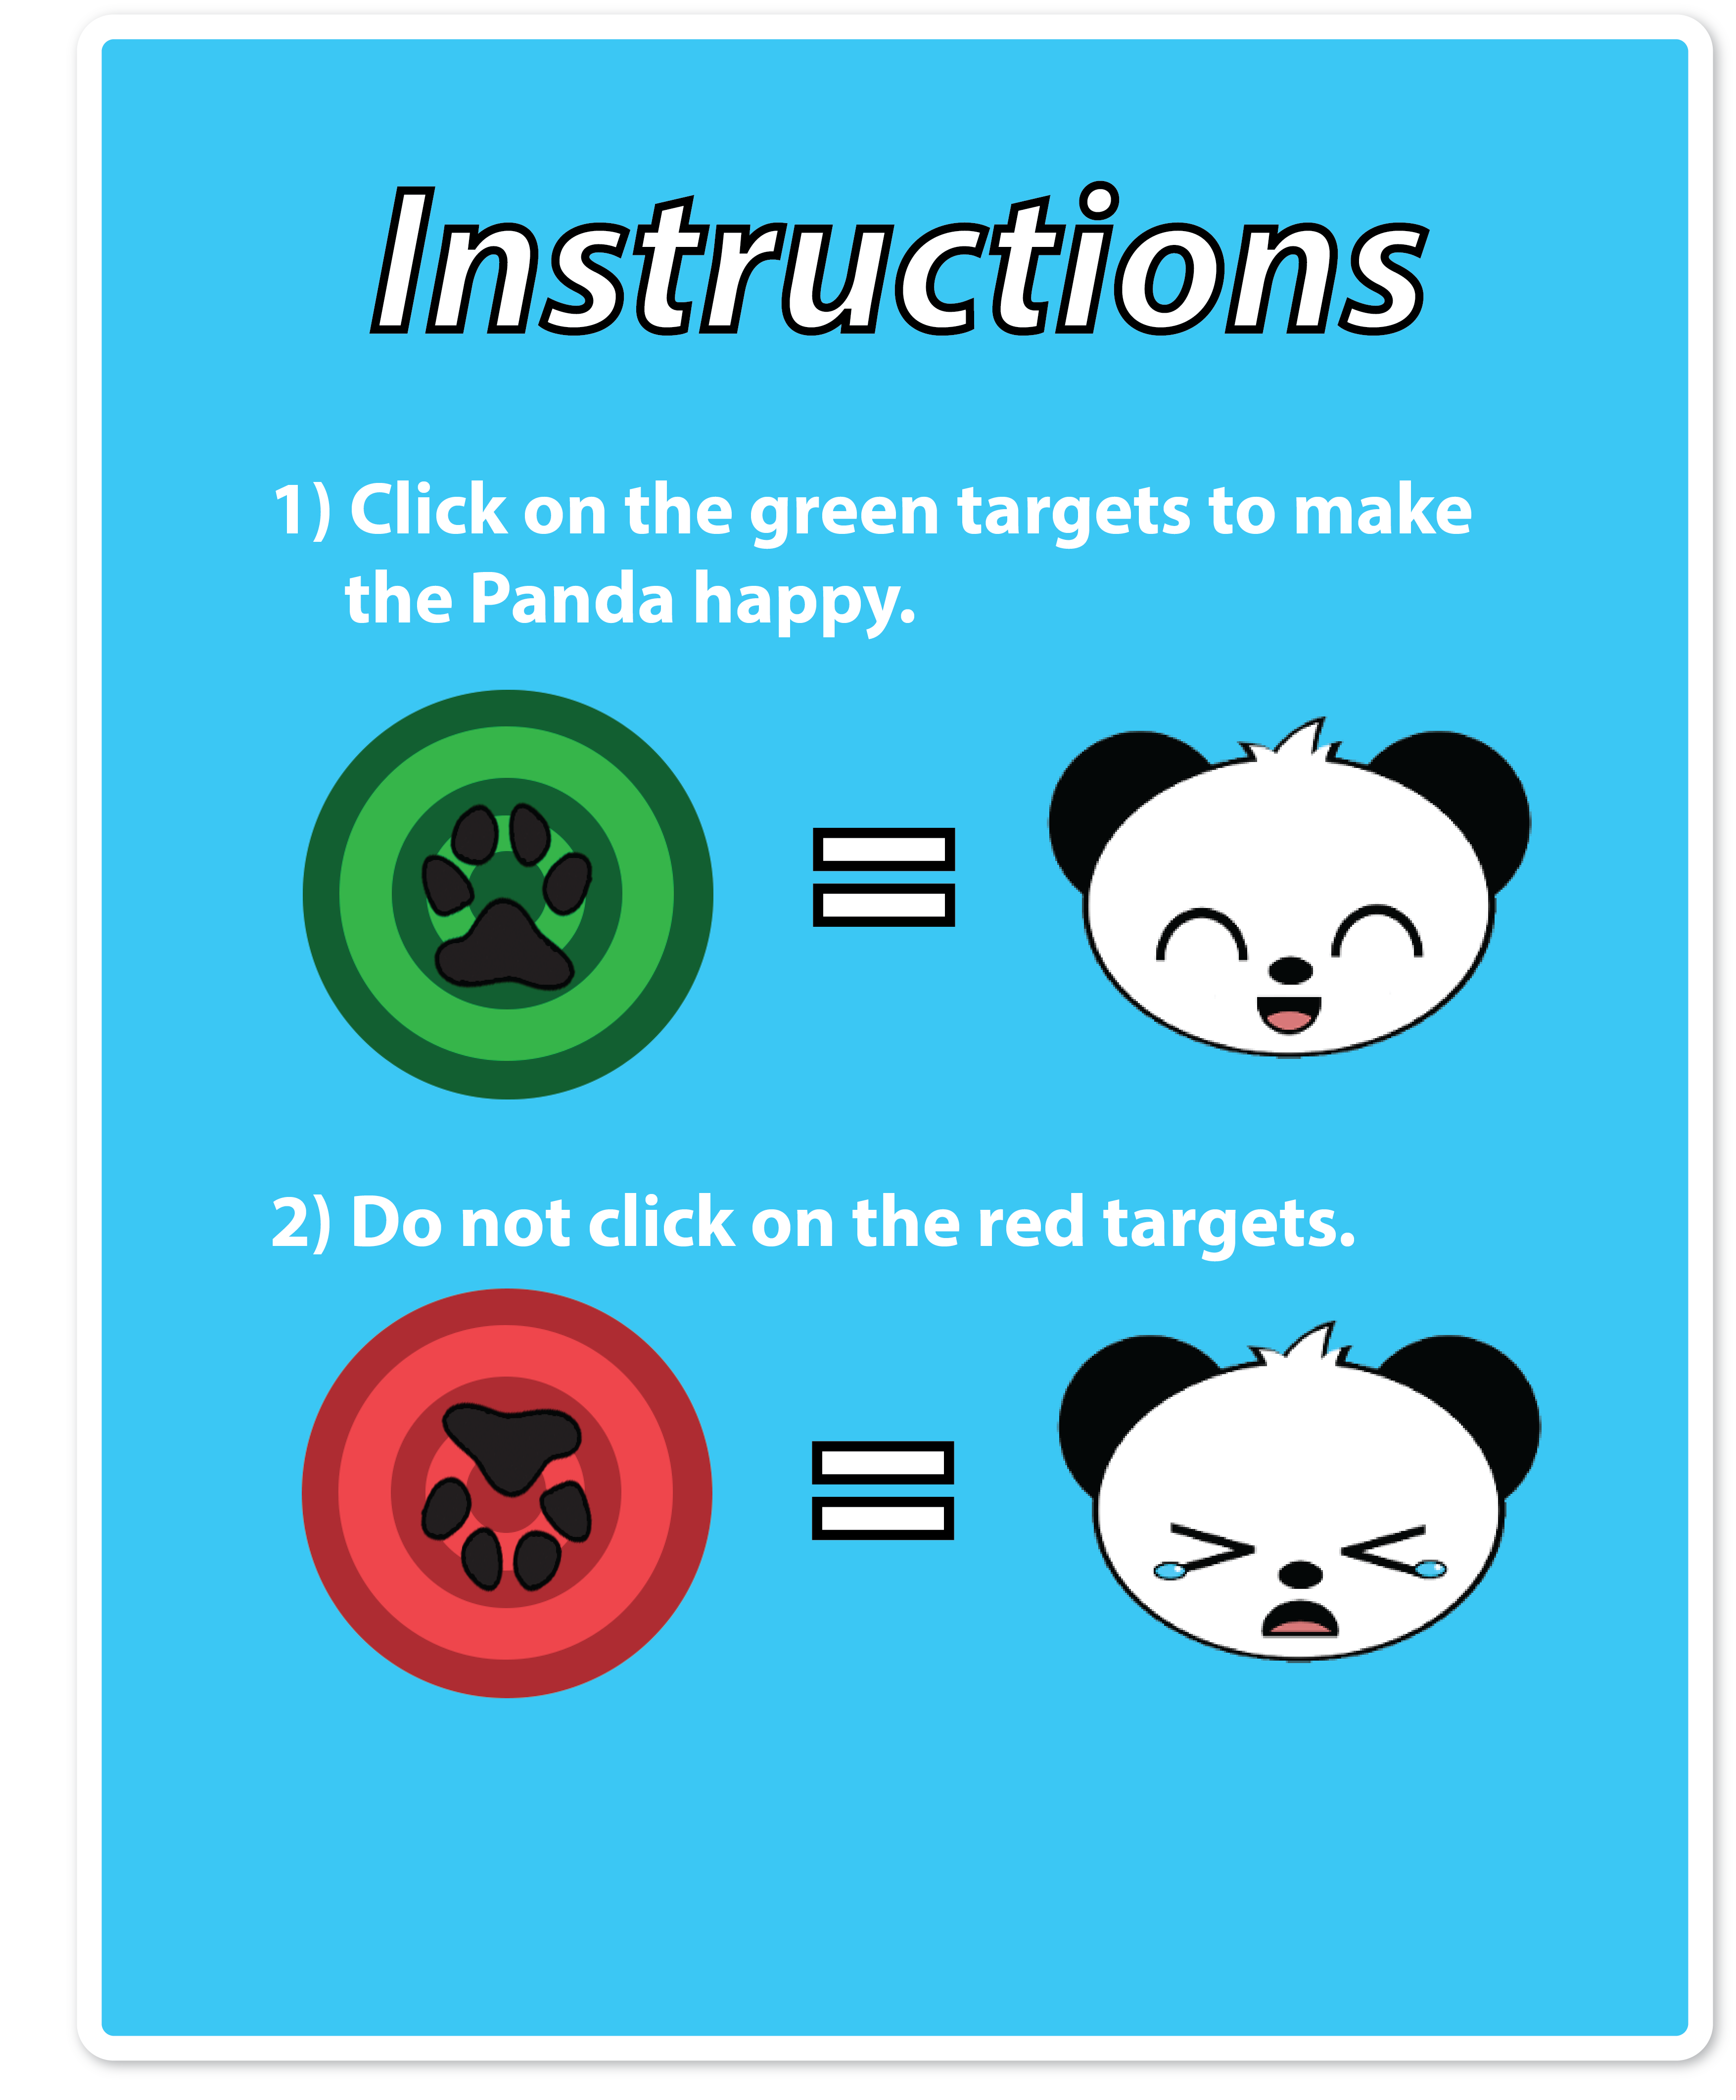 Instructions
1) Click on the green targets to make
the Panda happy.
2) Do not click on the red targets.